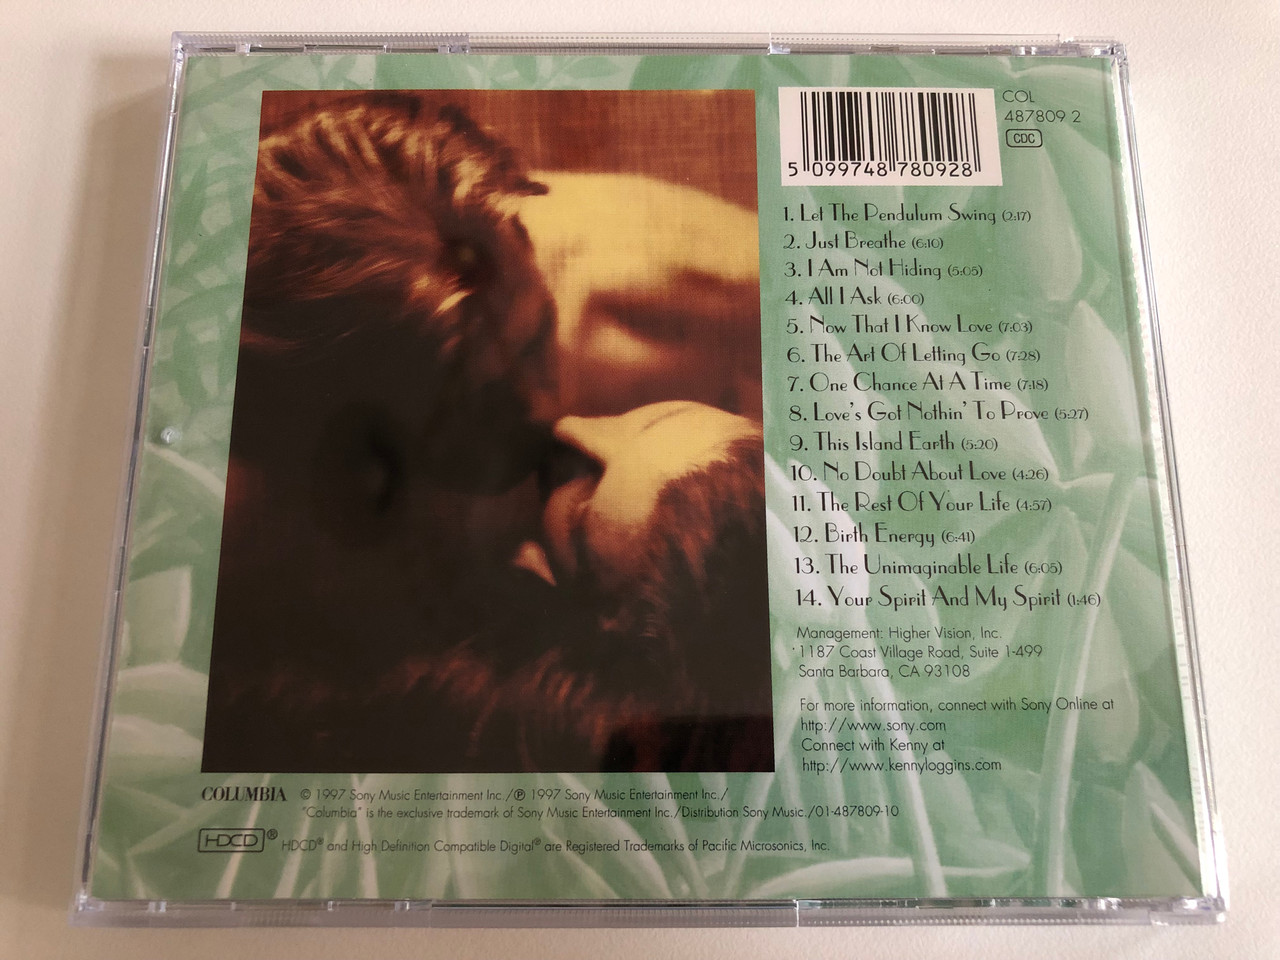 COL
487809 2
CDC
5 099748 780928
1. Let The Pendulum Swing (2:17)
2. Just Breathe (6:10)
3. I Am Not Hiding (5:05)
4. All I Ask (6:00)
5. Now That I Know Love (7:03)
6. The Art Of Letting Go (7:28)
7. One Chance At A Time (7:18)
8. Love's Got Nothin' To Prove (5:27)
9. This Island Earth (5:20)
10. No Doubt About Love (4:26)
11. The Rest Of Your Life (4:57)
12. Birth Energy (6:41)
13. The Unimaginable Life (6:05)
14. Your Spirit And My Spirit (1:46)
Management: Higher Vision, Inc.
1187 Coast Village Road, Suite 1-499
Santa Barbara, CA 93108
For more information, connect with Sony Online at
http://www.sony.com
Connect with Kenny at
http://www.kennyloggins.com
COLUMBIA © 1997 Sony Music Entertainment Inc./℗ 1997 Sony Music Entertainment Inc./
"Columbia" is the exclusive trademark of Sony Music Entertainment Inc./Distribution Sony Music./01-487809-10
HDCD® HDCD® and High Definition Compatible Digital® are Registered Trademarks of Pacific Microsonics, Inc.